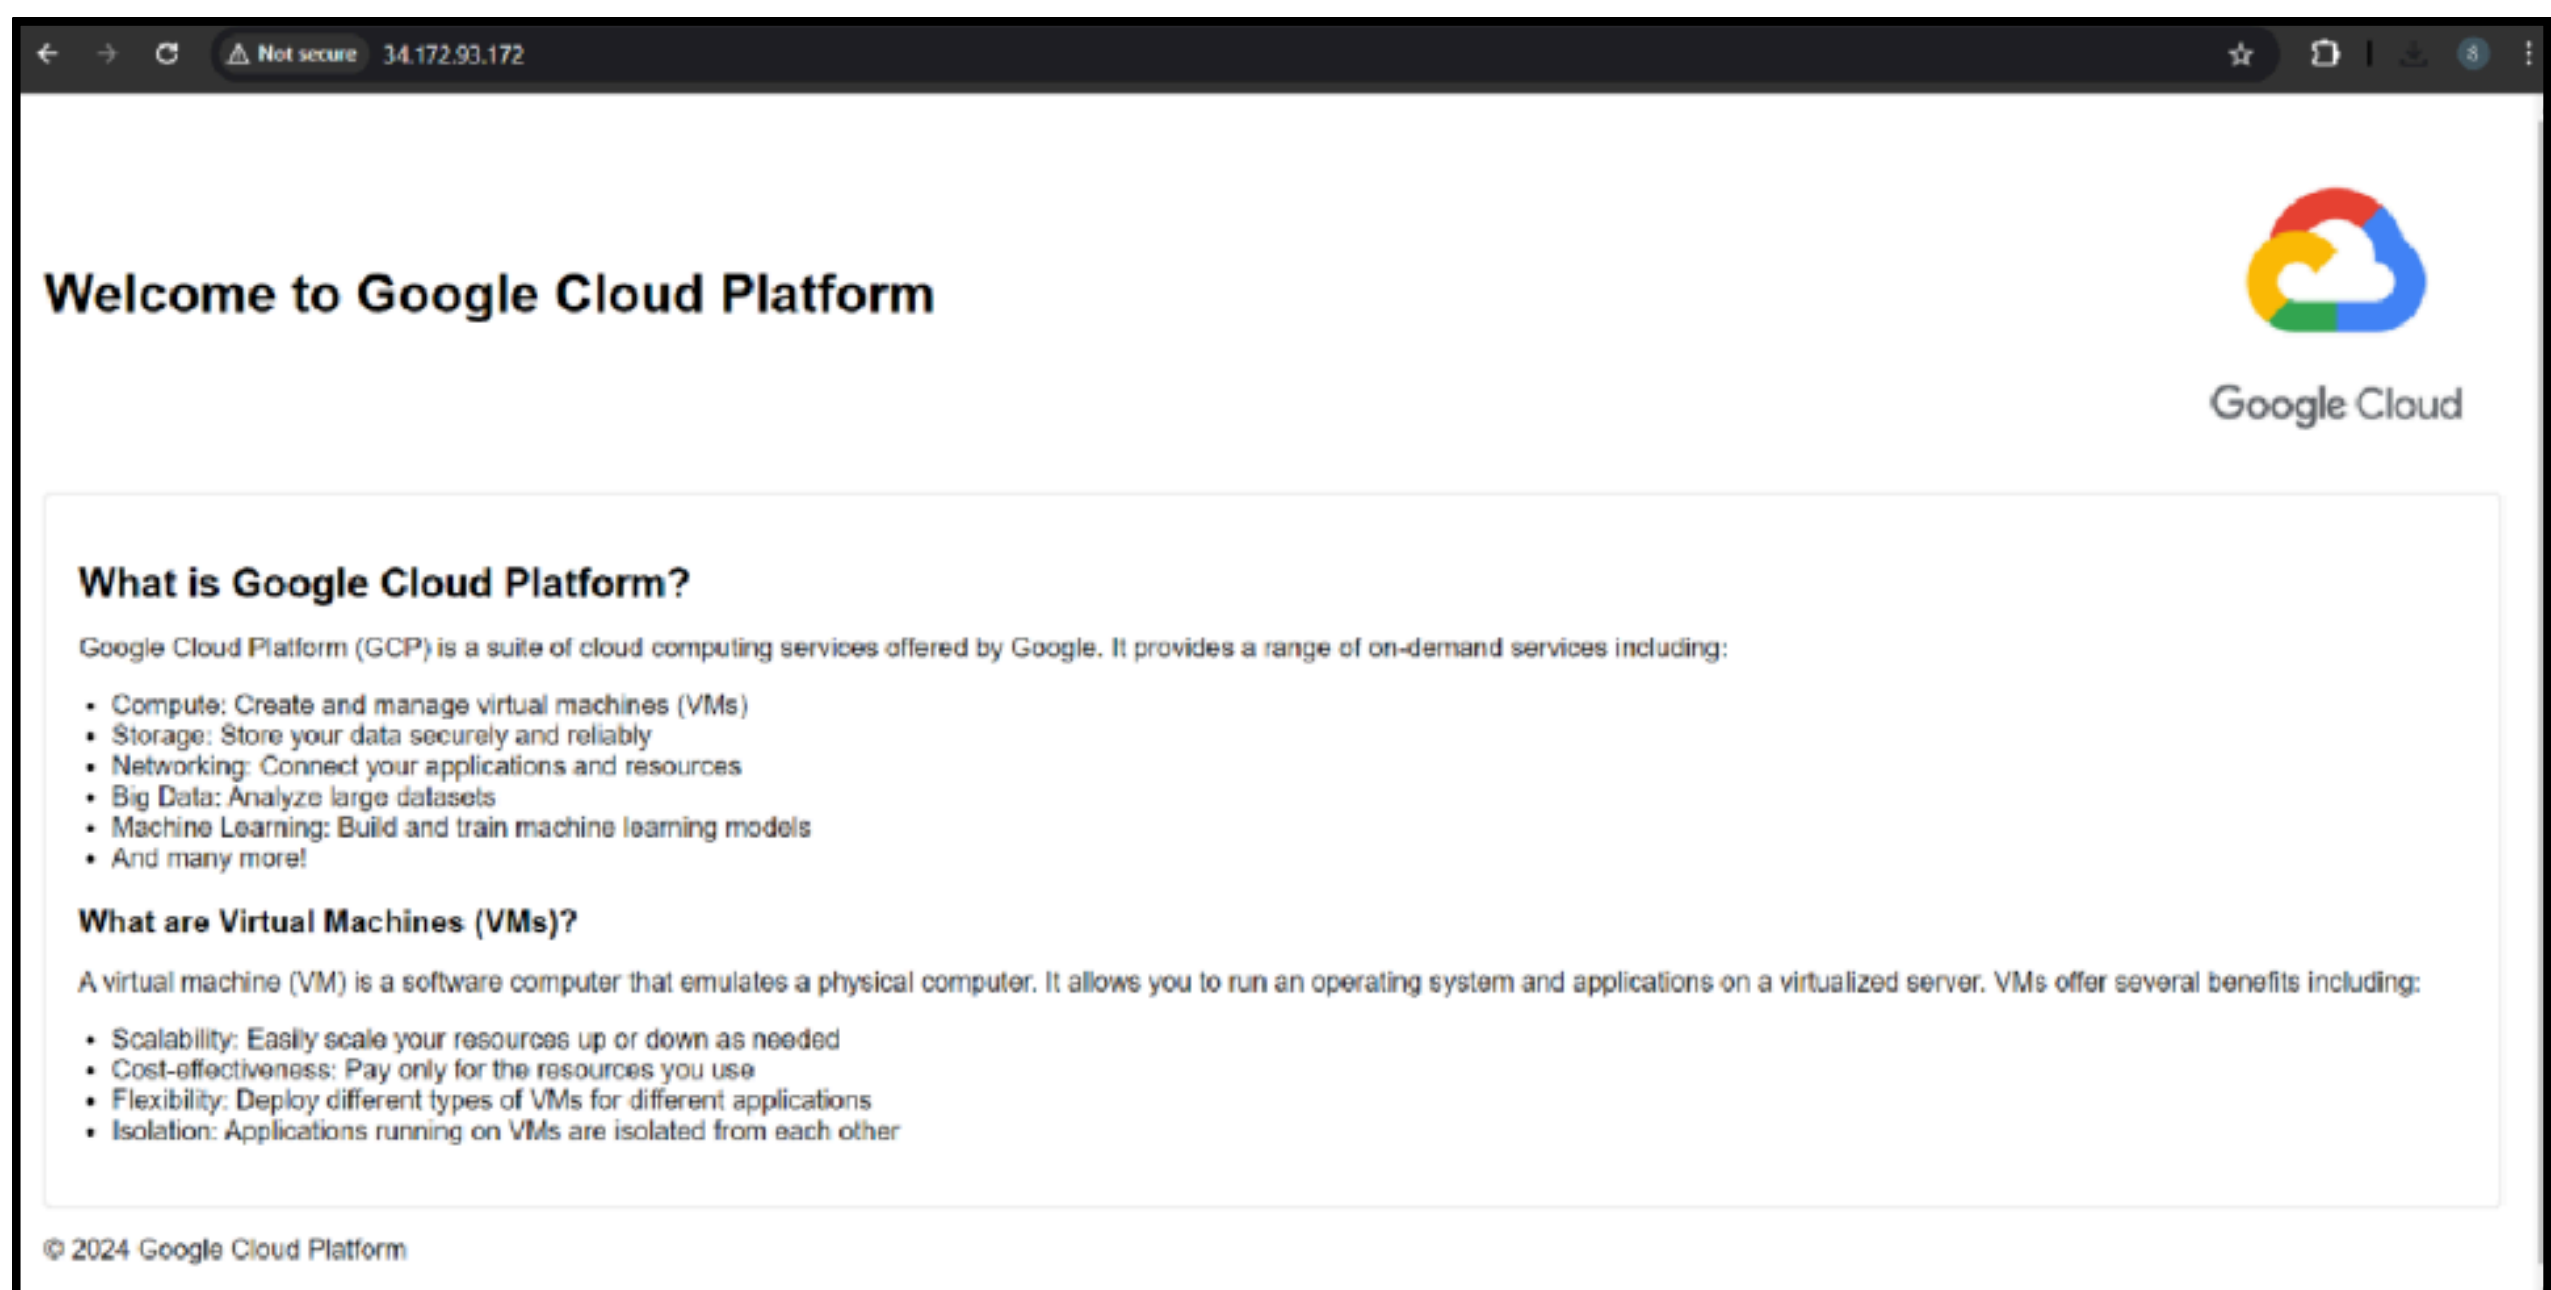 Not secure 34.172.93.172
Welcome to Google Cloud Platform
Google Cloud
What is Google Cloud Platform?
Google Cloud Platform (GCP) is a suite of cloud computing services offered by Google. It provides a range of on-demand services including:
• Compute: Create and manage virtual machines (VMs)
• Storage: Store your data securely and reliably
• Networking: Connect your applications and resources
• Big Data: Analyze large datasets
• Machine Learning: Build and train machine learning models
• And many more!
What are Virtual Machines (VMs)?
A virtual machine (VM) is a software computer that emulates a physical computer. It allows you to run an operating system and applications on a virtualized server. VMs offer several benefits including:
• Scalability: Easily scale your resources up or down as needed
• Cost-effectiveness: Pay only for the resources you use
• Flexibility: Deploy different types of VMs for different applications
• Isolation: Applications running on VMs are isolated from each other
© 2024 Google Cloud Platform